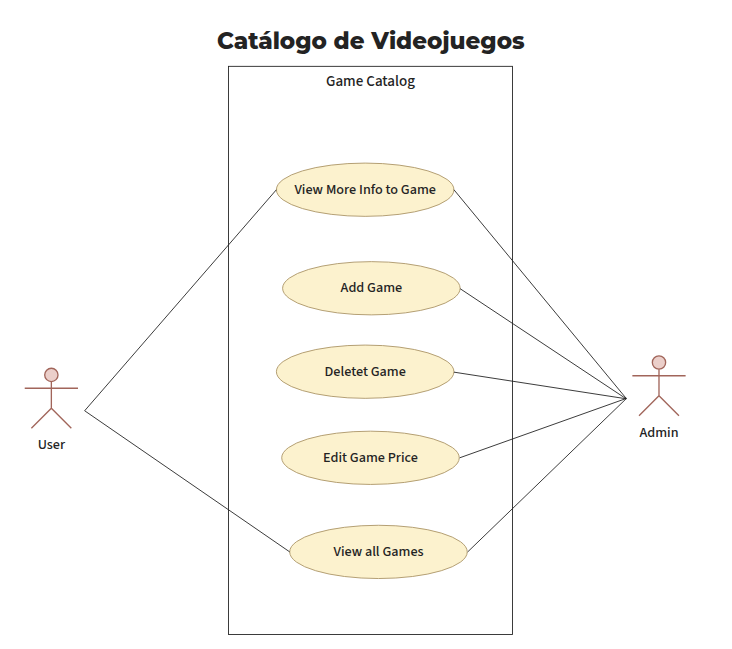 Catálogo de Videojuegos
Game Catalog
View More Info to Game
Add Game
Deletet Game
Edit Game Price
View all Games
User
Admin